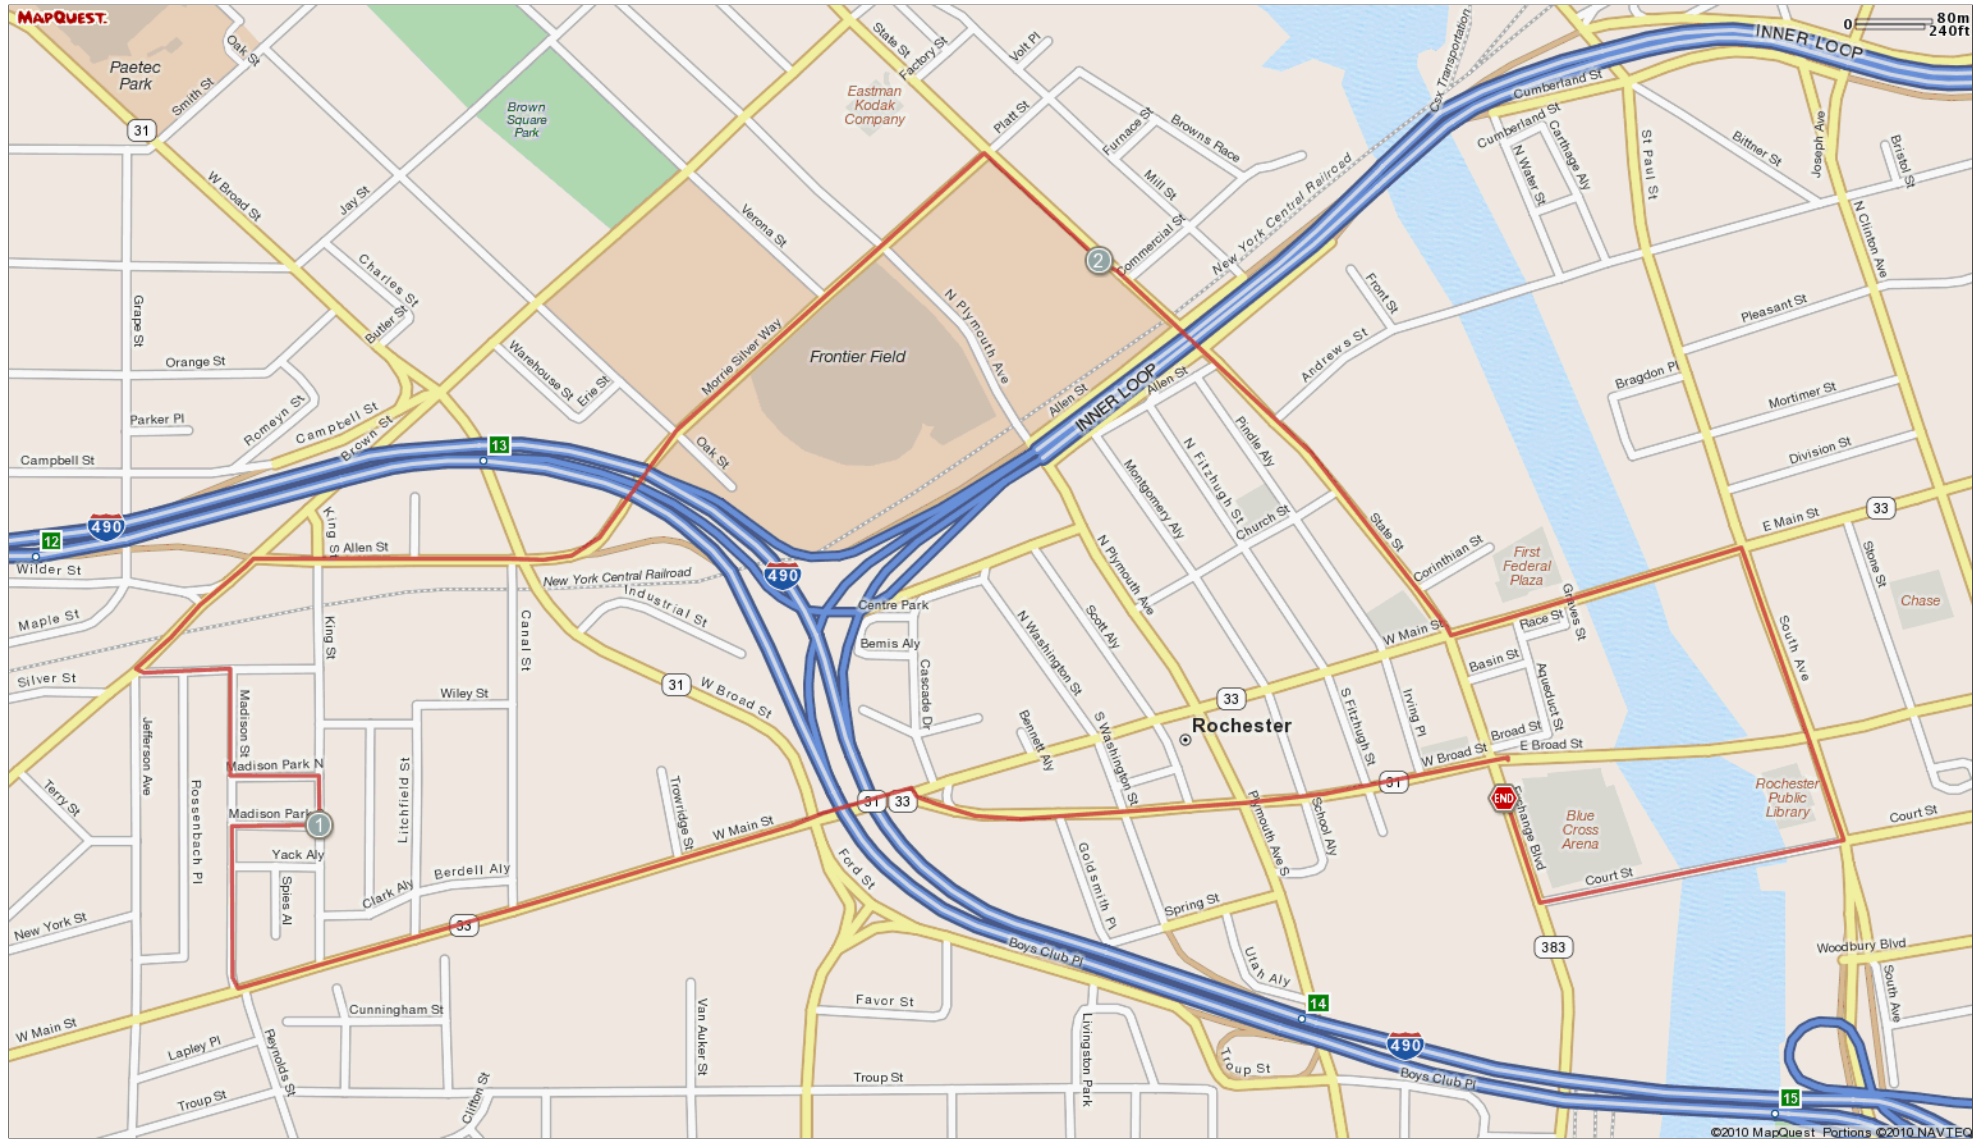 MAPQUEST.
0 80m
240ft
INNER LOOP
Oak St
Paetec
Park
Smith St
31
W Broad St
Brown
Square
Park
State St
Factory St
Volt Pl
Eastman
Kodak
Company
Platt St
Furnace St
Browns Race
Mill St
Commercial St
New York Central Railroad
Csx Transportation
Cumberland St
Cumberland St
Carthage Aly
N Water St
St Paul St
Bittner St
Joseph Ave
Bristol St
N Clinton Ave
Jay St
Verona St
Charles St
Butler St
Grape St
Orange St
Romeyn St
Parker Pl
Campbell St
Campbell St
Brown St
Warehouse St
Erie St
Morrie Silver Way
Frontier Field
N Plymouth Ave
2
Front St
Andrews St
Pleasant St
Bragdon Pl
Mortimer St
Division St
Allen St
Allen St
INNER LOOP
Pindle Aly
N Fitzhugh St
Montgomery Aly
Church St
Oak St
13
12
490
Wilder St
King St
Allen St
New York Central Railroad
Industrial St
490
Centre Park
Bemis Aly
Cascade Dr
N Plymouth Ave
Scott Aly
N Washington St
State St
Corinthian St
First
Federal
Plaza
E Main St
33
Stone St
Chase
Graves St
Race St
W Main St
Basin St
Aqueduct St
South Ave
Maple St
Silver St
King St
Canal St
31
W Broad St
Wiley St
Madison St
Jefferson Ave
Rossenbach Pl
Madison Park N
Madison Par
1
Litchfield St
Yack Aly
Spies Al
Clark Aly
Berdell Aly
Terry St
New York St
33
W Main St
Trowridge St
W Main St
31
33
Bennett Aly
S Washington St
33
Rochester
S Fitzhugh St
Irving Pl
W Broad St
Broad St
E Broad St
31
END
Exchange Blvd
Blue
Cross
Arena
Rochester
Public
Library
Court St
Court St
School Aly
Plymouth Ave S
Goldsmith Pl
Spring St
Utah Aly
Ford St
Boys Club Pl
383
Woodbury Blvd
South Ave
14
490
Boys Club Pl
15
Troup St
Livingston Park
Favor St
Van Auker St
Cunningham St
Reynolds St
Lapley Pl
Troup St
Clifton St
Troup St
©2010 MapQuest Portions ©2010 NAVTEQ